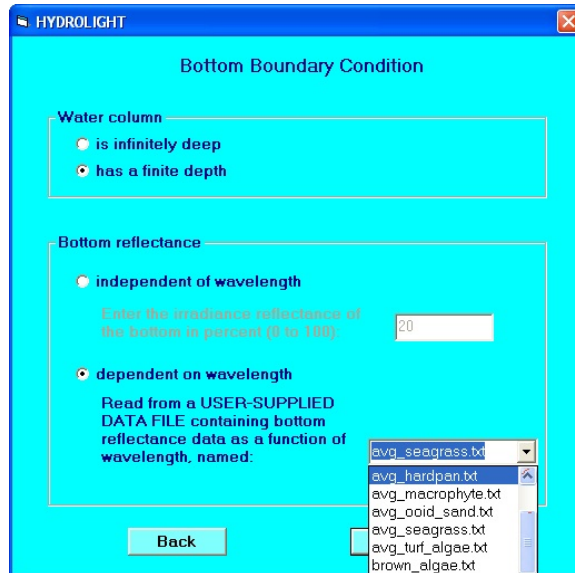 HYDROLIGHT
Bottom Boundary Condition
Water column
is infinitely deep
has a finite depth
Bottom reflectance
independent of wavelength
Enter the irradiance reflectance of
the bottom in percent (0 to 100):
20
dependent on wavelength
Read from a USER-SUPPLIED
DATA FILE containing bottom
reflectance data as a function of
wavelength, named:
avg_seagrass.txt
avg_hardpan.txt
avg_macrophyte.txt
avg_ooid_sand.txt
avg_seagrass.txt
avg_turf_algae.txt
brown_algae.txt
Back